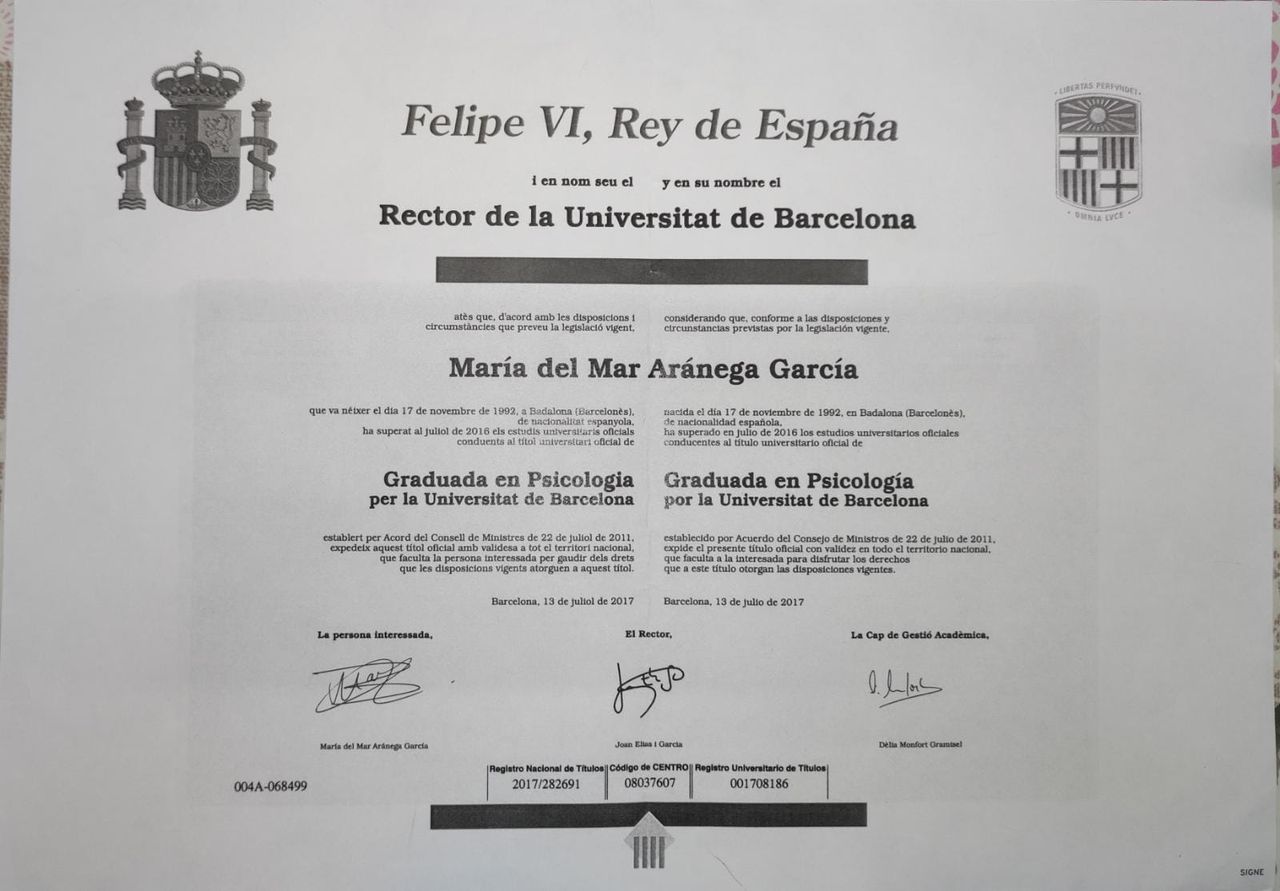 LIBERTAS PERFVNDET
Felipe VI, Rey de España
i en nom seu el y en su nombre el
Rector de la Universitat de Barcelona
OMNIA LVCE
atès que, d'acord amb les disposicions i
circumstàncies que preveu la legislació vigent,
considerando que, conforme a las disposiciones y
circunstancias previstas por la legislación vigente,
María del Mar Aránega García
que va néixer el dia 17 de novembre de 1992, a Badalona (Barcelonès),
de nacionalitat espanyola,
ha superat al juliol de 2016 els estudis universitaris oficials
conduents al títol universitari oficial de
nacida el día 17 de noviembre de 1992, en Badalona (Barcelonès),
de nacionalidad española,
ha superado en julio de 2016 los estudios universitarios oficiales
conducentes al título universitario oficial de
Graduada en Psicologia
per la Universitat de Barcelona
Graduada en Psicología
por la Universitat de Barcelona
establert per Acord del Consell de Ministres de 22 de juliol de 2011,
expedeix aquest títol oficial amb validesa a tot el territori nacional,
que faculta la persona interessada per gaudir dels drets
que les disposicions vigents atorguen a aquest títol.
establecido por Acuerdo del Consejo de Ministros de 22 de julio de 2011,
expide el presente título oficial con validez en todo el territorio nacional,
que faculta a la interesada para disfrutar los derechos
que a este título otorgan las disposiciones vigentes.
Barcelona, 13 de juliol de 2017
Barcelona, 13 de julio de 2017
La persona interessada,
El Rector,
La Cap de Gestió Acadèmica,
María del Mar Aránega García
Joan Elias i Garcia
Dèlia Monfort Gramisel
004A-068499
Registro Nacional de Títulos Código de CENTRO Registro Universitario de Títulos
2017/282691 08037607 001708186
SIGNE